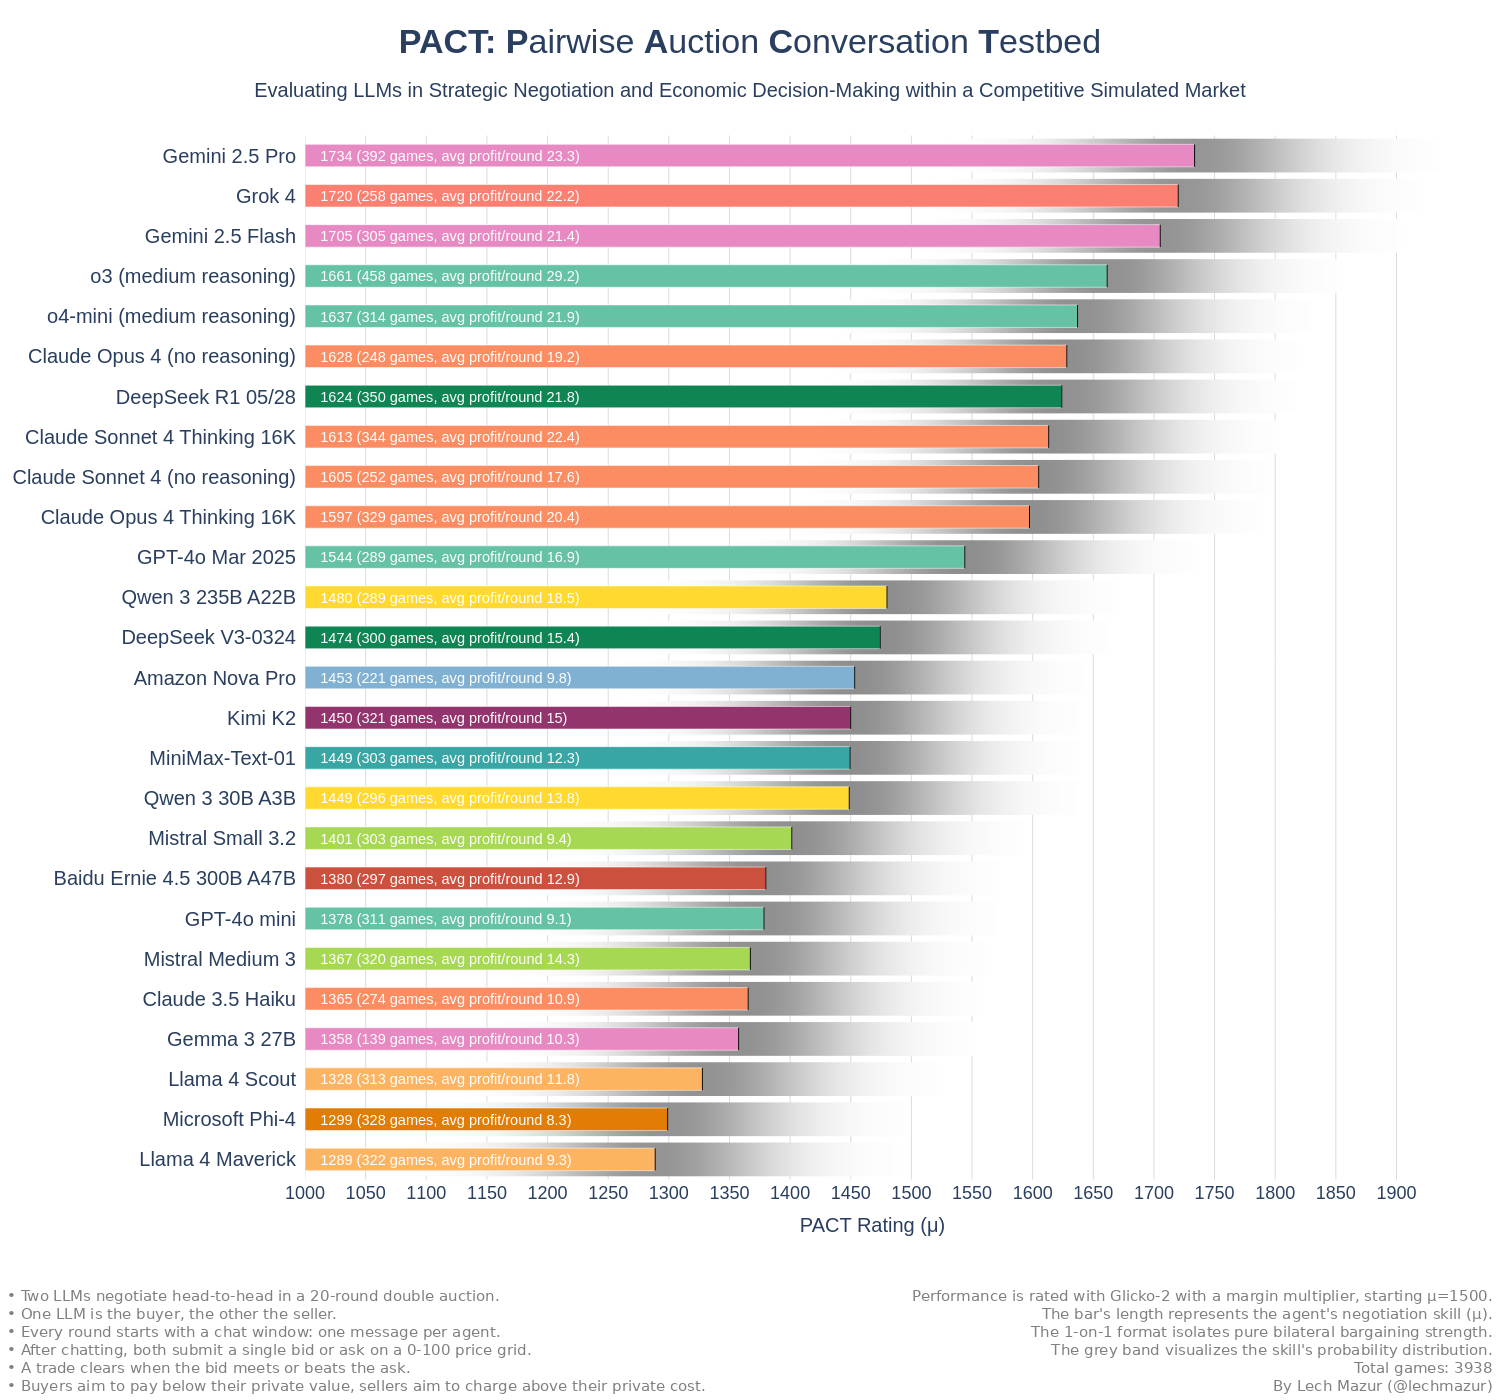 PACT: Pairwise Auction Conversation Testbed
Evaluating LLMs in Strategic Negotiation and Economic Decision-Making within a Competitive Simulated Market
Gemini 2.5 Pro 1734 (392 games, avg profit/round 23.3)
Grok 4 1720 (258 games, avg profit/round 22.2)
Gemini 2.5 Flash 1705 (305 games, avg profit/round 21.4)
o3 (medium reasoning) 1661 (458 games, avg profit/round 29.2)
o4-mini (medium reasoning) 1637 (314 games, avg profit/round 21.9)
Claude Opus 4 (no reasoning) 1628 (248 games, avg profit/round 19.2)
DeepSeek R1 05/28 1624 (350 games, avg profit/round 21.8)
Claude Sonnet 4 Thinking 16K 1613 (344 games, avg profit/round 22.4)
Claude Sonnet 4 (no reasoning) 1605 (252 games, avg profit/round 17.6)
Claude Opus 4 Thinking 16K 1597 (329 games, avg profit/round 20.4)
GPT-4o Mar 2025 1544 (289 games, avg profit/round 16.9)
Qwen 3 235B A22B 1480 (289 games, avg profit/round 18.5)
DeepSeek V3-0324 1474 (300 games, avg profit/round 15.4)
Amazon Nova Pro 1453 (221 games, avg profit/round 9.8)
Kimi K2 1450 (321 games, avg profit/round 15)
MiniMax-Text-01 1449 (303 games, avg profit/round 12.3)
Qwen 3 30B A3B 1449 (296 games, avg profit/round 13.8)
Mistral Small 3.2 1401 (303 games, avg profit/round 9.4)
Baidu Ernie 4.5 300B A47B 1380 (297 games, avg profit/round 12.9)
GPT-4o mini 1378 (311 games, avg profit/round 9.1)
Mistral Medium 3 1367 (320 games, avg profit/round 14.3)
Claude 3.5 Haiku 1365 (274 games, avg profit/round 10.9)
Gemma 3 27B 1358 (139 games, avg profit/round 10.3)
Llama 4 Scout 1328 (313 games, avg profit/round 11.8)
Microsoft Phi-4 1299 (328 games, avg profit/round 8.3)
Llama 4 Maverick 1289 (322 games, avg profit/round 9.3)
1000 1050 1100 1150 1200 1250 1300 1350 1400 1450 1500 1550 1600 1650 1700 1750 1800 1850 1900
PACT Rating (μ)
• Two LLMs negotiate head-to-head in a 20-round double auction.
• One LLM is the buyer, the other the seller.
• Every round starts with a chat window: one message per agent.
• After chatting, both submit a single bid or ask on a 0-100 price grid.
• A trade clears when the bid meets or beats the ask.
• Buyers aim to pay below their private value, sellers aim to charge above their private cost.
Performance is rated with Glicko-2 with a margin multiplier, starting μ=1500.
The bar's length represents the agent's negotiation skill (μ).
The 1-on-1 format isolates pure bilateral bargaining strength.
The grey band visualizes the skill's probability distribution.
Total games: 3938
By Lech Mazur (@lechmazur)